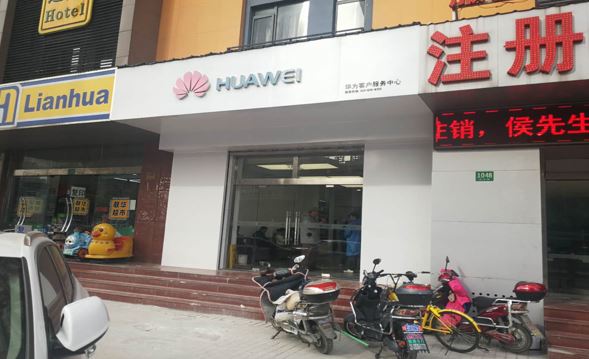 Hotel
Lianhua
HUAWEI
华为客户服务中心
注册
注销，侯先生
1048
联华
超市